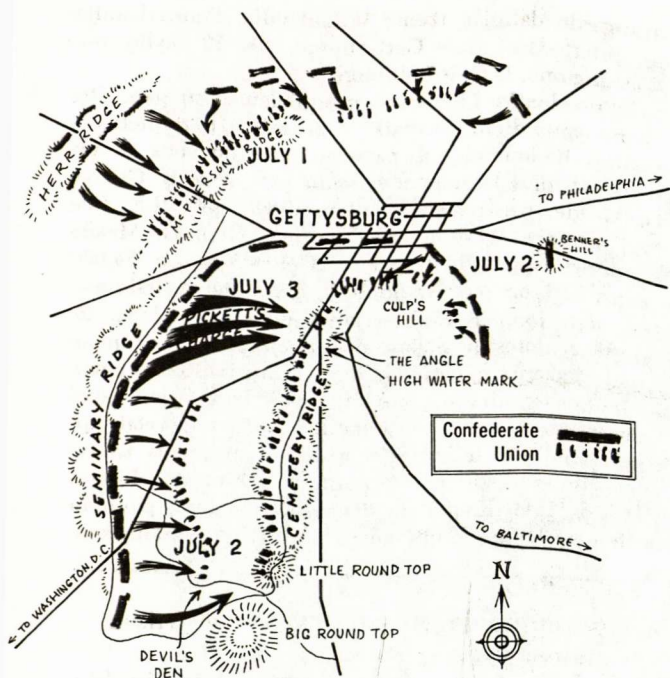 HERR RIDGE
MCPHERSON RIDGE
JULY 1
TO PHILADELPHIA
GETTYSBURG
BENNER'S
HILL
JULY 2
JULY 3
PICKETT'S
CHARGE
CULP'S
HILL
THE ANGLE
HIGH WATER MARK
SEMINARY RIDGE
CEMETERY RIDGE
Confederate
Union
TO BALTIMORE
JULY 2
TO WASHINGTON, D.C.
LITTLE ROUND TOP
N
DEVIL'S
DEN
BIG ROUND TOP